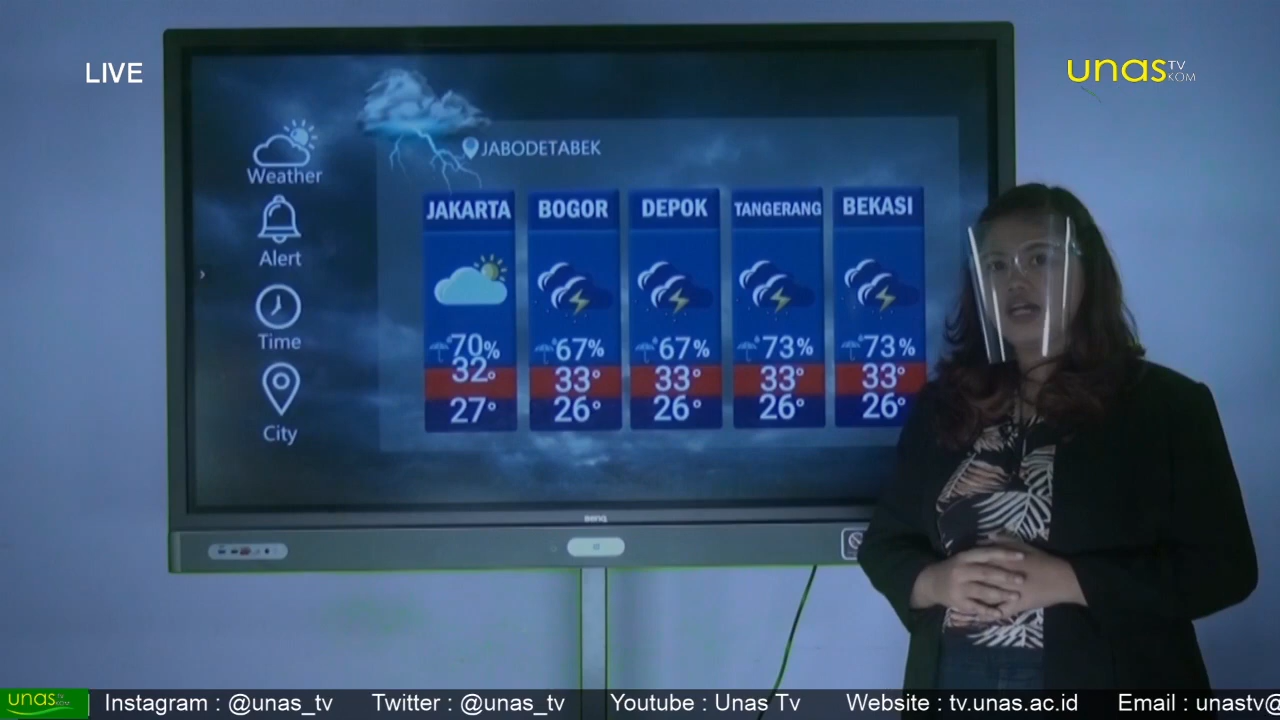 LIVE
unas TV
KOM
JABODETABEK
Weather
Alert
Time
City
JAKARTA
70%
32°
27°
BOGOR
67%
33°
26°
DEPOK
67%
33°
26°
TANGERANG
73%
33°
26°
BEKASI
73%
33°
26°
BenQ
unas TV
KOM
Instagram : @unas_tv Twitter : @unas_tv Youtube : Unas Tv Website : tv.unas.ac.id Email : unastv@